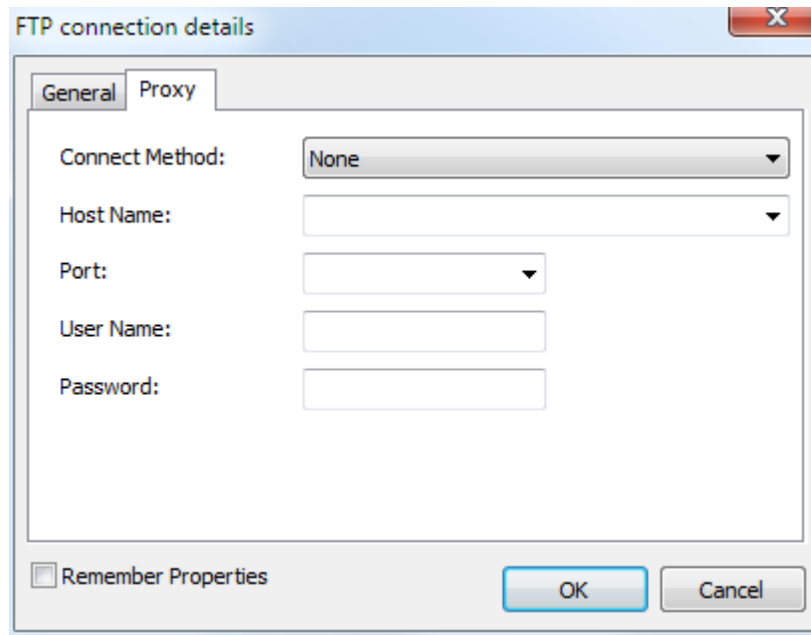 FTP connection details
General Proxy
Connect Method: None
Host Name:
Port:
User Name:
Password:
Remember Properties OK Cancel